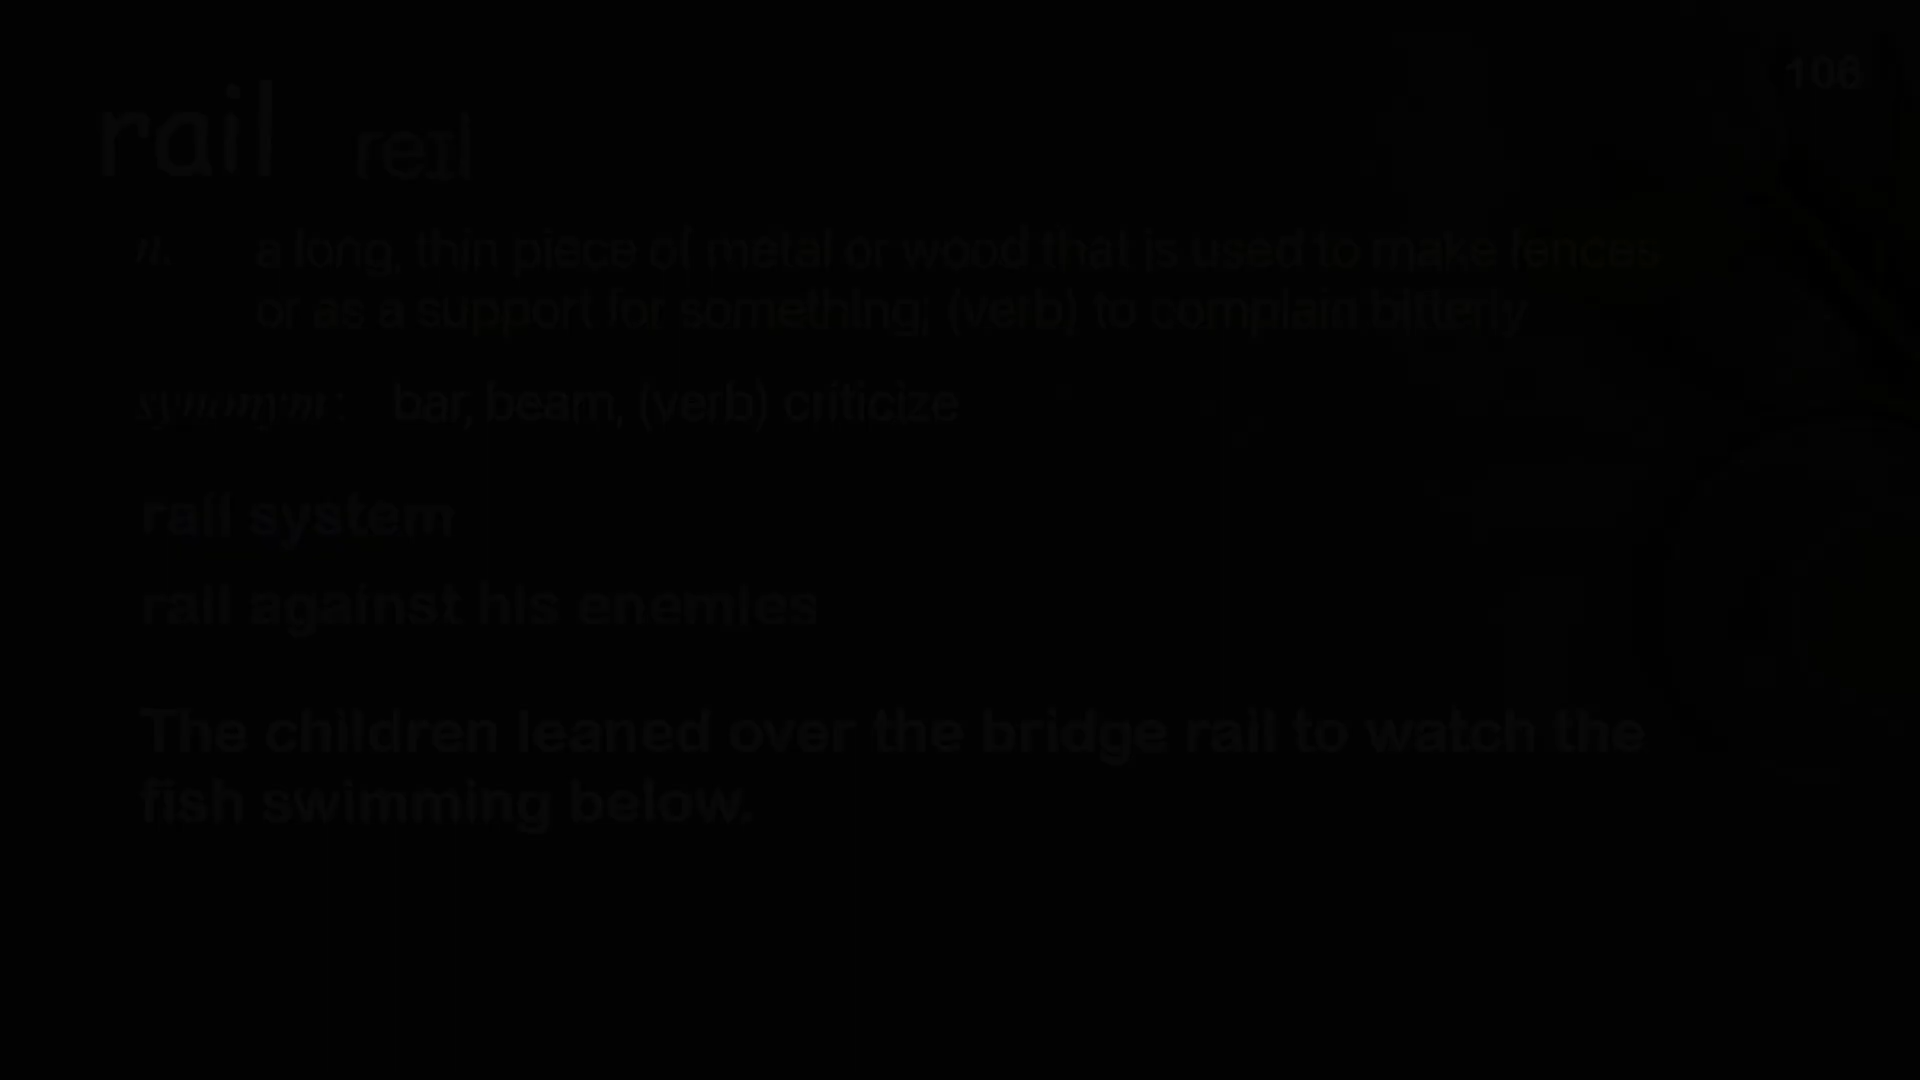 106
rail reɪl
n. a long, thin piece of metal or wood that is used to make fences
or as a support for something; (verb) to complain bitterly
synonym: bar, beam, (verb) criticize
rail system
rail against his enemies
The children leaned over the bridge rail to watch the
fish swimming below.